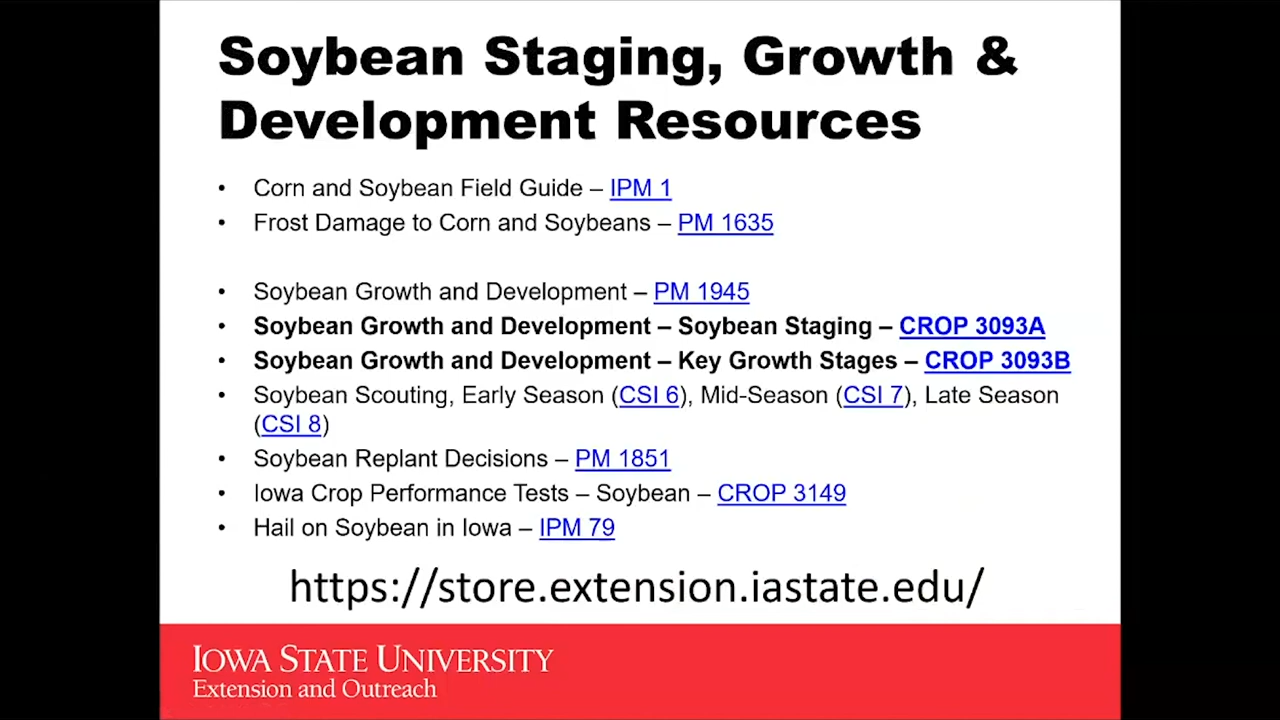 Soybean Staging, Growth &
Development Resources
• Corn and Soybean Field Guide – IPM 1
• Frost Damage to Corn and Soybeans – PM 1635
• Soybean Growth and Development – PM 1945
• Soybean Growth and Development – Soybean Staging – CROP 3093A
• Soybean Growth and Development – Key Growth Stages – CROP 3093B
• Soybean Scouting, Early Season (CSI 6), Mid-Season (CSI 7), Late Season
(CSI 8)
• Soybean Replant Decisions – PM 1851
• Iowa Crop Performance Tests – Soybean – CROP 3149
• Hail on Soybean in Iowa – IPM 79
https://store.extension.iastate.edu/
IOWA STATE UNIVERSITY
Extension and Outreach